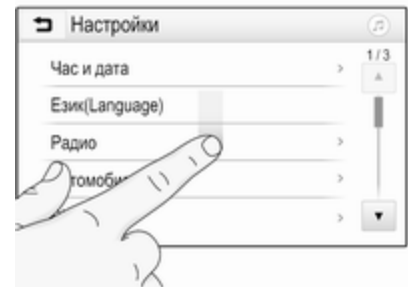 Настройки
1/3
Час и дата
Език(Language)
Радио